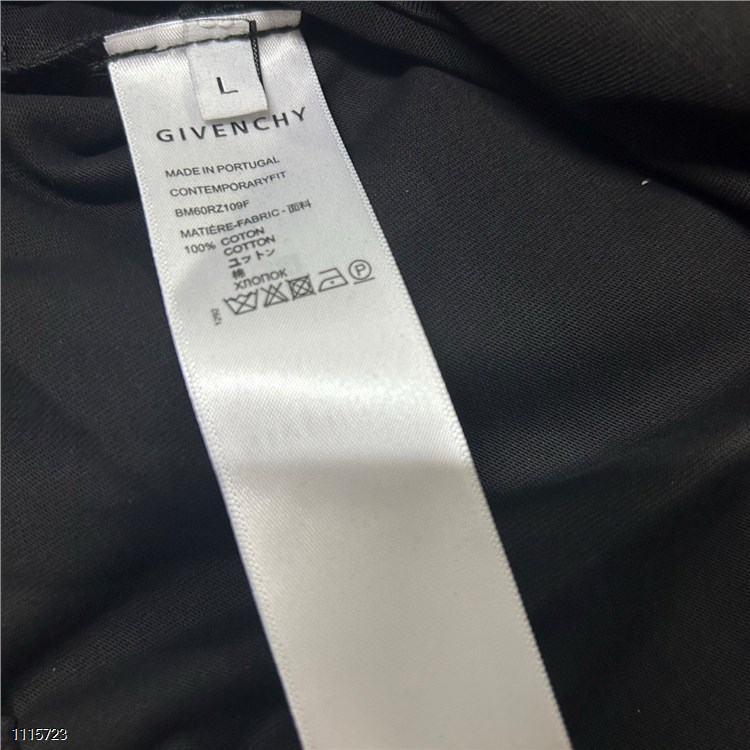 L
GIVENCHY
MADE IN PORTUGAL
CONTEMPORARYFIT
BM60RZ109F
MATIÈRE-FABRIC - 面料
100% COTON
COTTON
ユットン
棉
ХЛОПОК
P
1115723